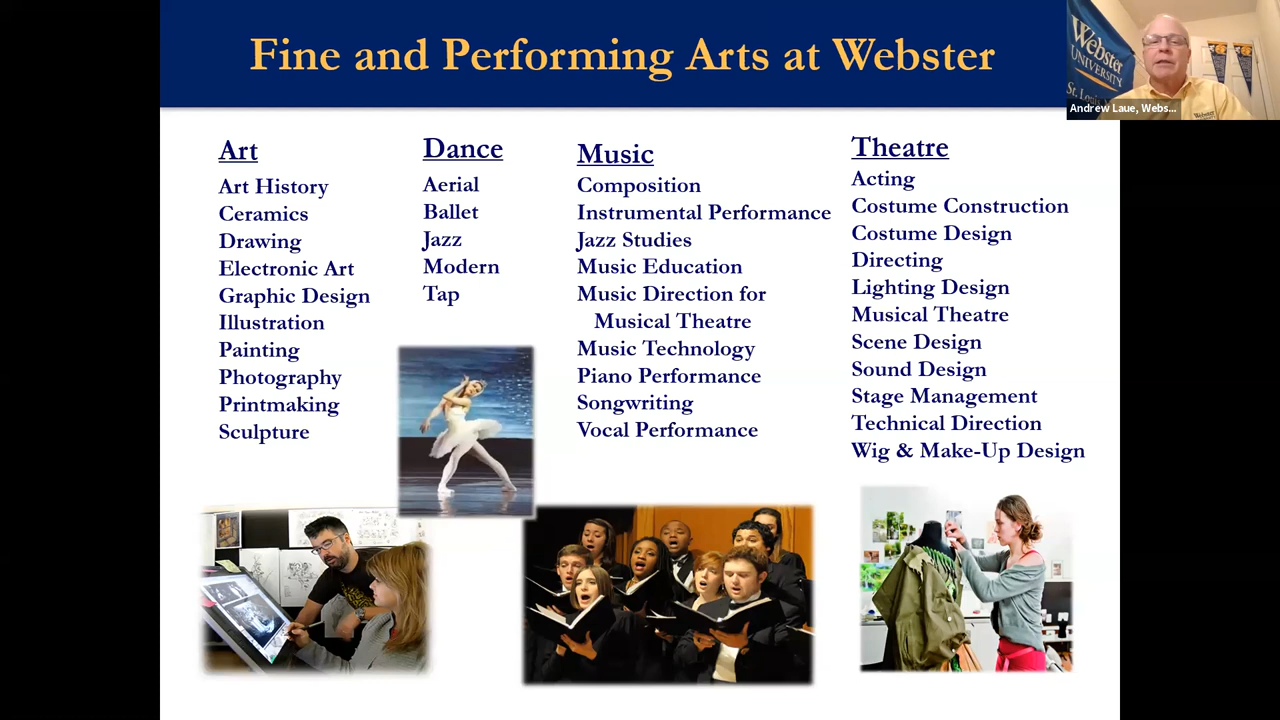 Fine and Performing Arts at Webster
Webster
UNIVERSITY
St. Louis
Andrew Laue, Webs...
Art
Art History
Ceramics
Drawing
Electronic Art
Graphic Design
Illustration
Painting
Photography
Printmaking
Sculpture
Dance
Aerial
Ballet
Jazz
Modern
Tap
Music
Composition
Instrumental Performance
Jazz Studies
Music Education
Music Direction for
Musical Theatre
Music Technology
Piano Performance
Songwriting
Vocal Performance
Theatre
Acting
Costume Construction
Costume Design
Directing
Lighting Design
Musical Theatre
Scene Design
Sound Design
Stage Management
Technical Direction
Wig & Make-Up Design